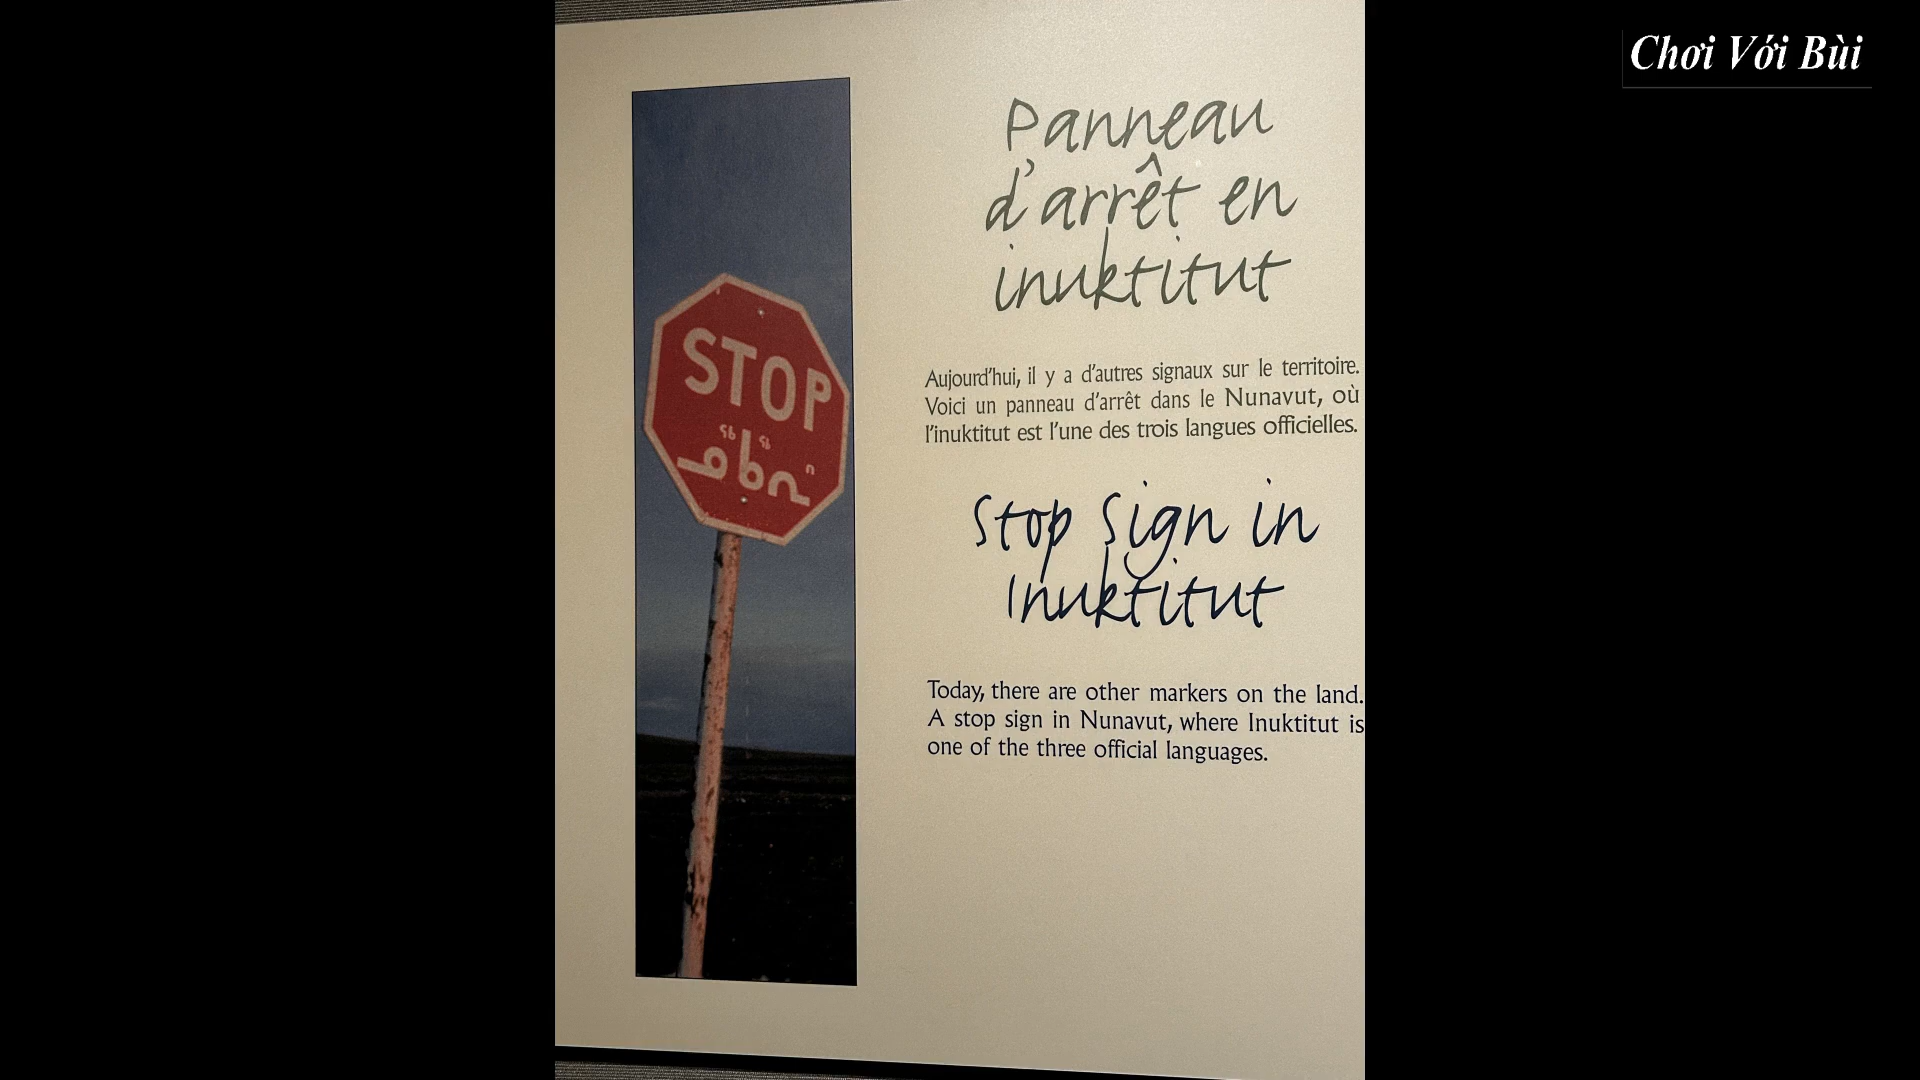 Chơi Với Bùi
STOP
ᓄᖅᑲᕆᑦ
Panneau
d'arrêt en
inuktitut
Aujourd'hui, il y a d'autres signaux sur le territoire.
Voici un panneau d'arrêt dans le Nunavut, où
l'inuktitut est l'une des trois langues officielles.
Stop Sign in
Inuktitut
Today, there are other markers on the land.
A stop sign in Nunavut, where Inuktitut is
one of the three official languages.